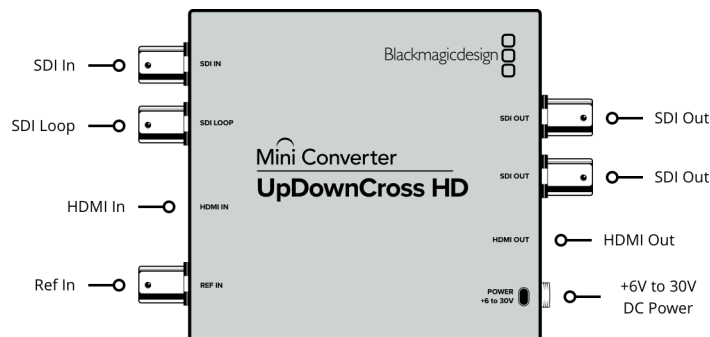 Blackmagicdesign
SDI In
SDI IN
SDI Loop
SDI LOOP
SDI OUT
SDI Out
Mini Converter
UpDownCross HD
SDI OUT
SDI Out
HDMI In
HDMI IN
HDMI OUT
HDMI Out
Ref In
REF IN
POWER
+6 to 30V
+6V to 30V
DC Power